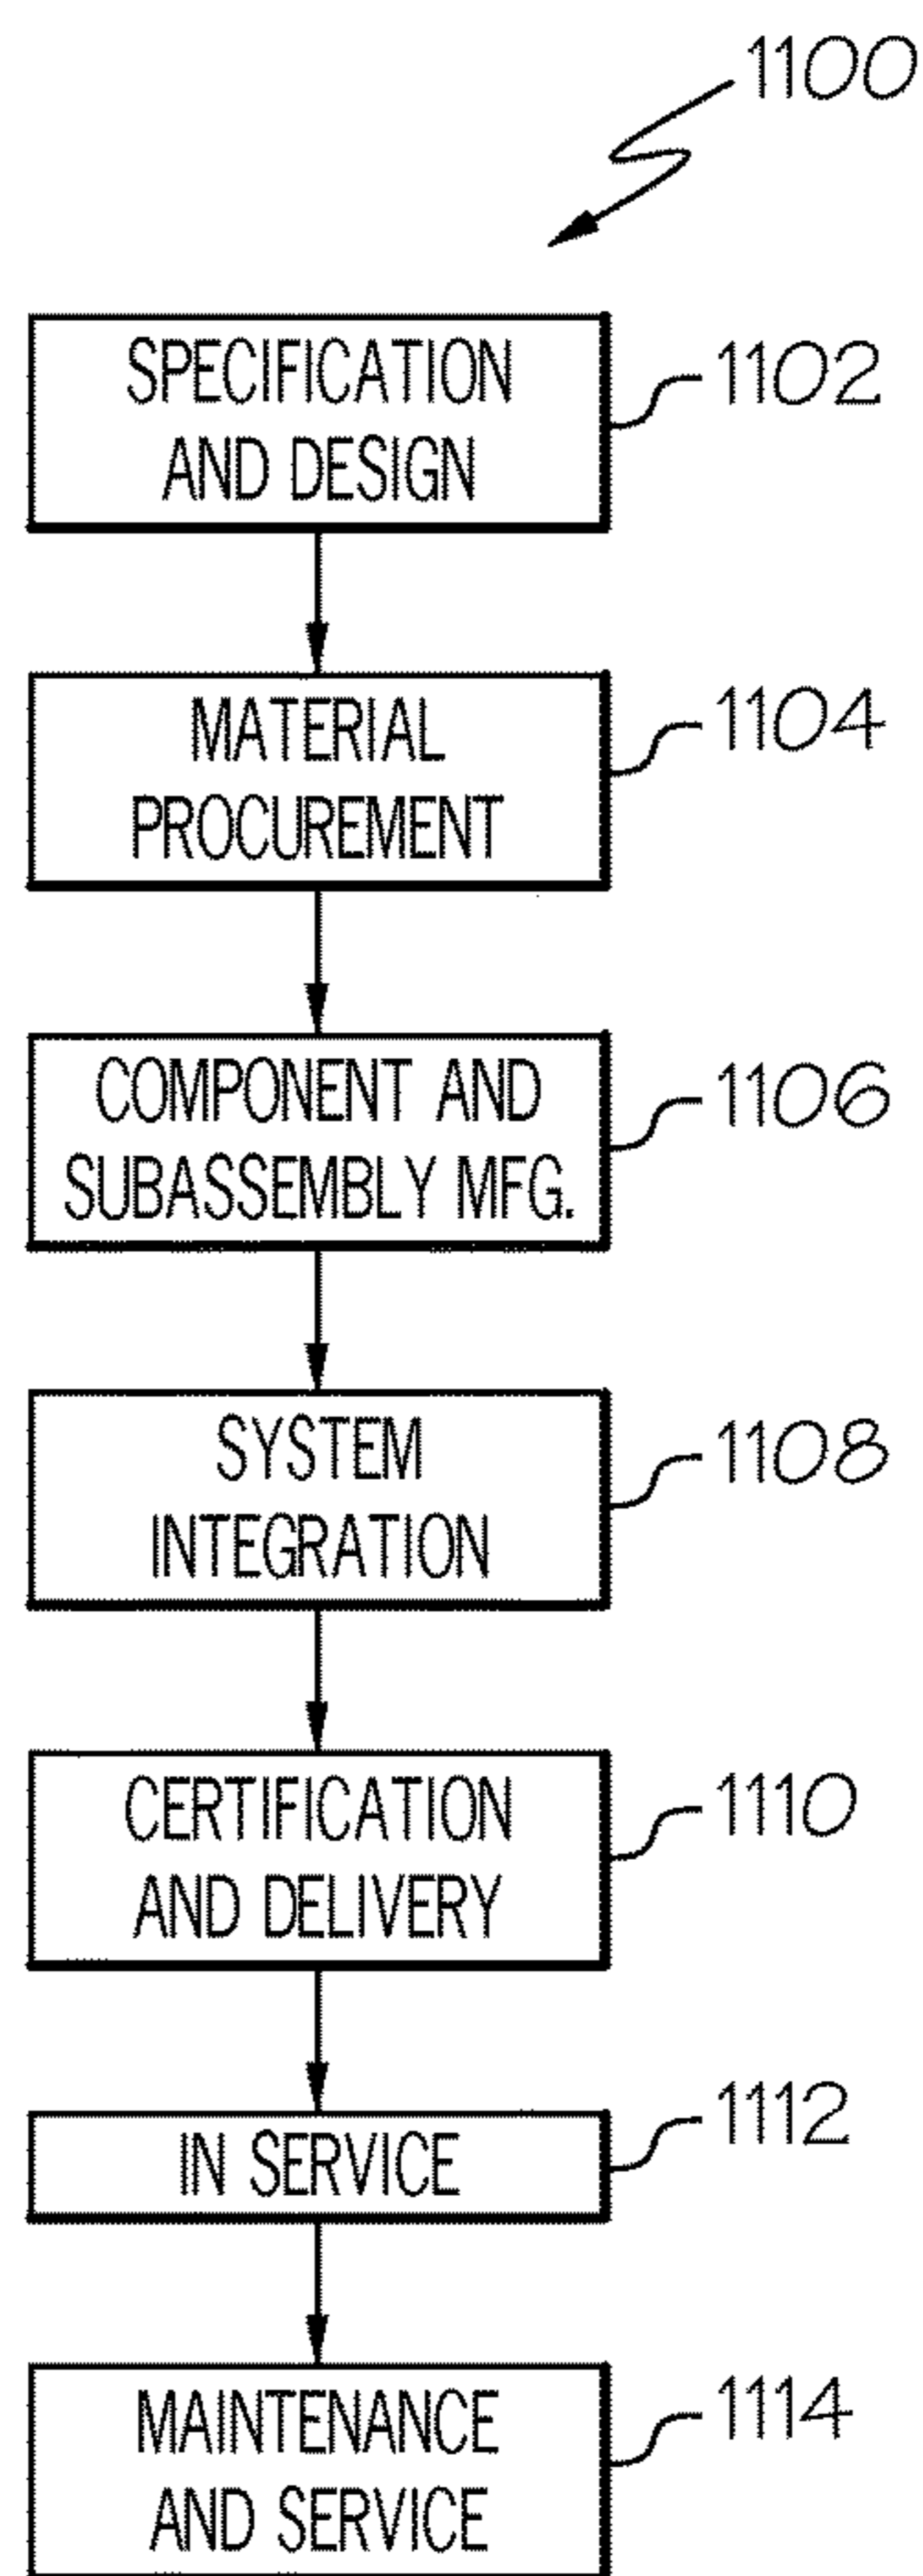 1100
SPECIFICATION
AND DESIGN
1102
MATERIAL
PROCUREMENT
1104
COMPONENT AND
SUBASSEMBLY MFG.
1106
SYSTEM
INTEGRATION
1108
CERTIFICATION
AND DELIVERY
1110
IN SERVICE
1112
MAINTENANCE
AND SERVICE
1114